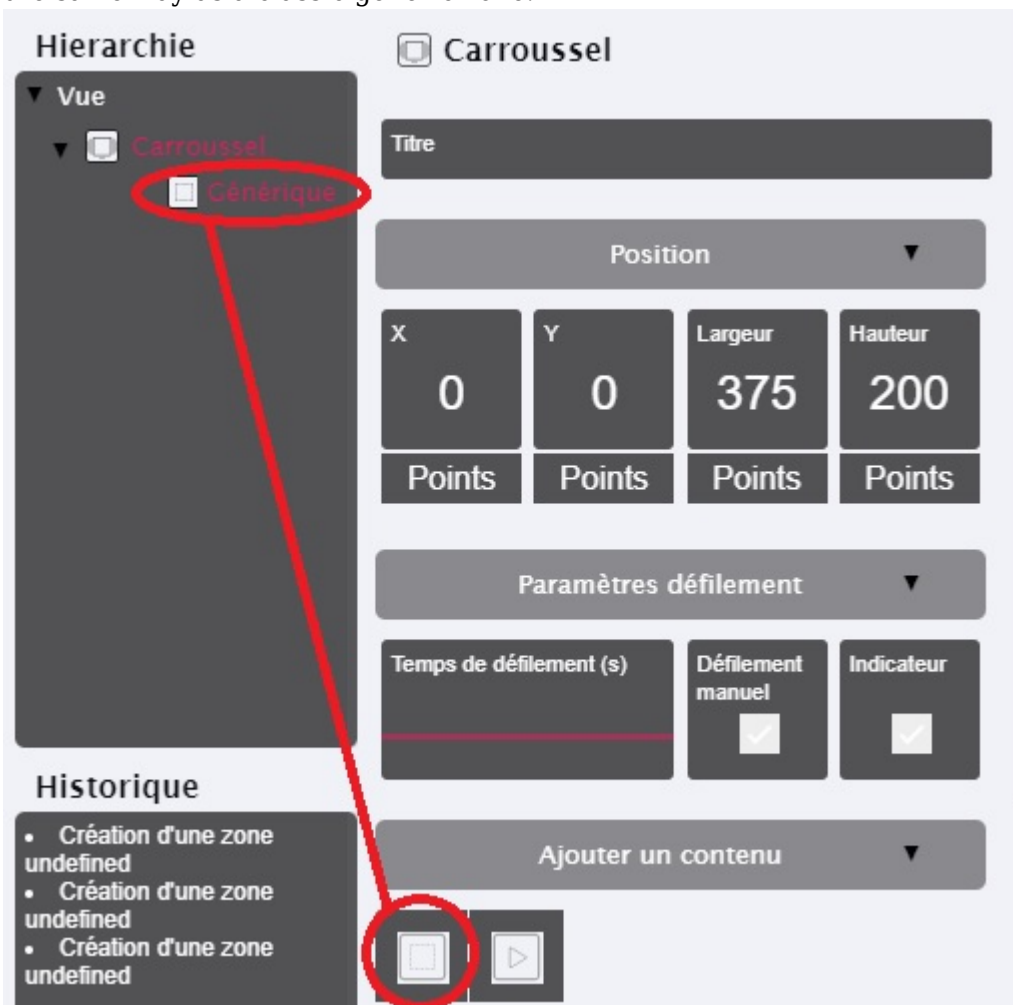 Hierarchie
Vue
Carroussel
Générique
Historique
• Création d'une zone
undefined
• Création d'une zone
undefined
• Création d'une zone
undefined
Carroussel
Titre
Position
X
Y
Largeur
Hauteur
0
0
375
200
Points
Points
Points
Points
Paramètres défilement
Temps de défilement (s)
Défilement
manuel
Indicateur
Ajouter un contenu